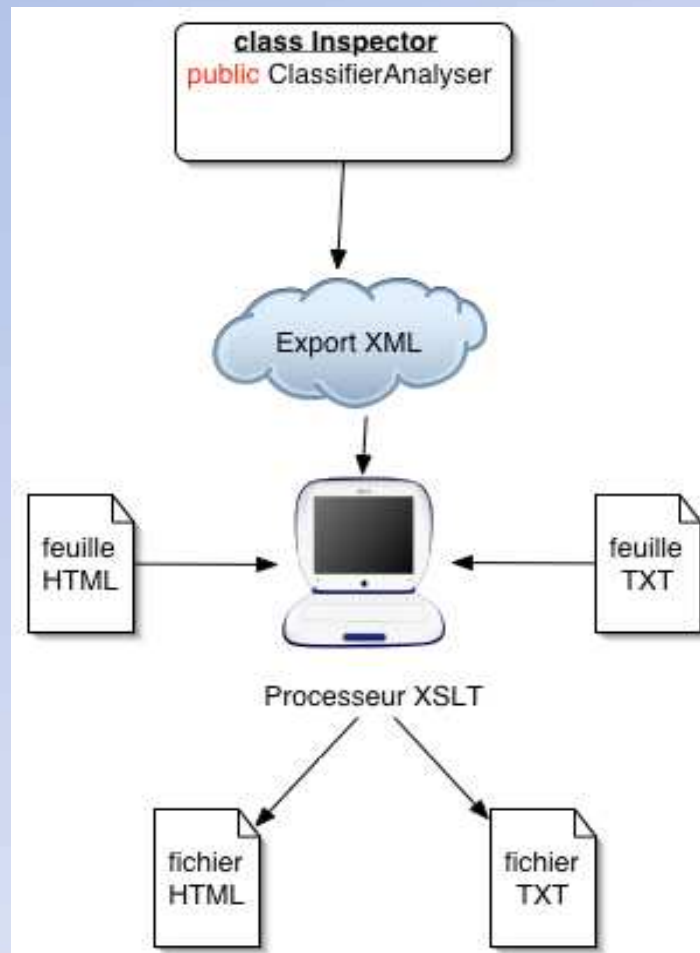 class Inspector
public ClassifierAnalyser
Export XML
feuille
HTML
feuille
TXT
Processeur XSLT
fichier
HTML
fichier
TXT